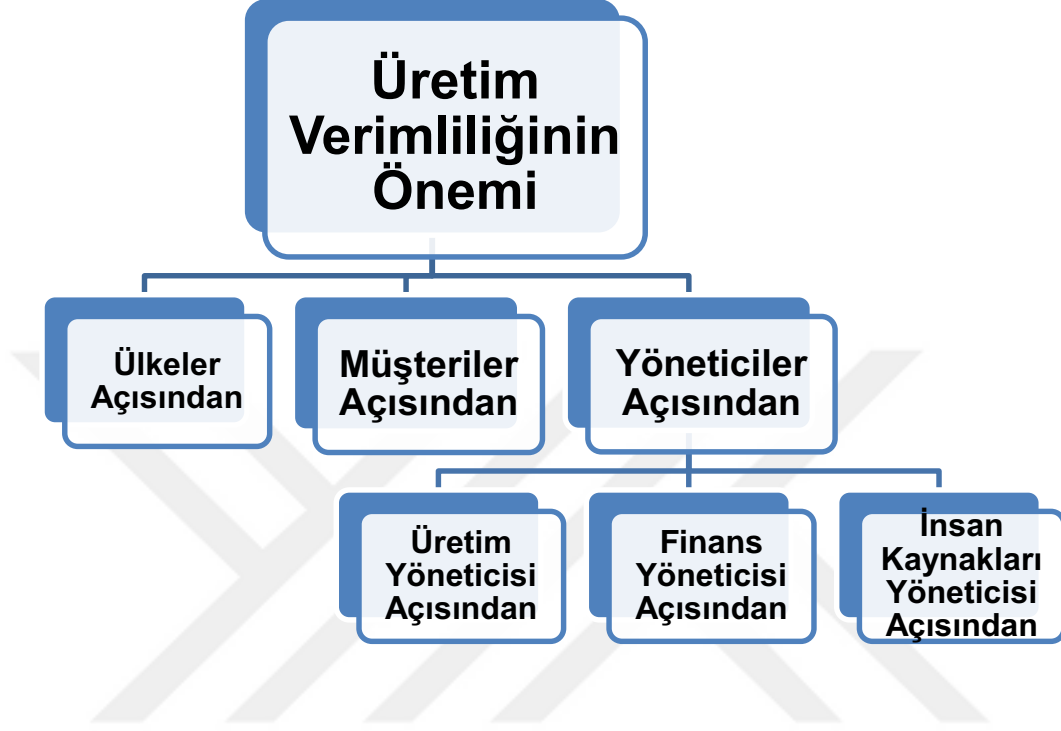 Üretim
Verimliliğinin
Önemi
Ülkeler
Açısından
Müşteriler
Açısından
Yöneticiler
Açısından
Üretim
Yöneticisi
Açısından
Finans
Yöneticisi
Açısından
İnsan
Kaynakları
Yöneticisi
Açısından